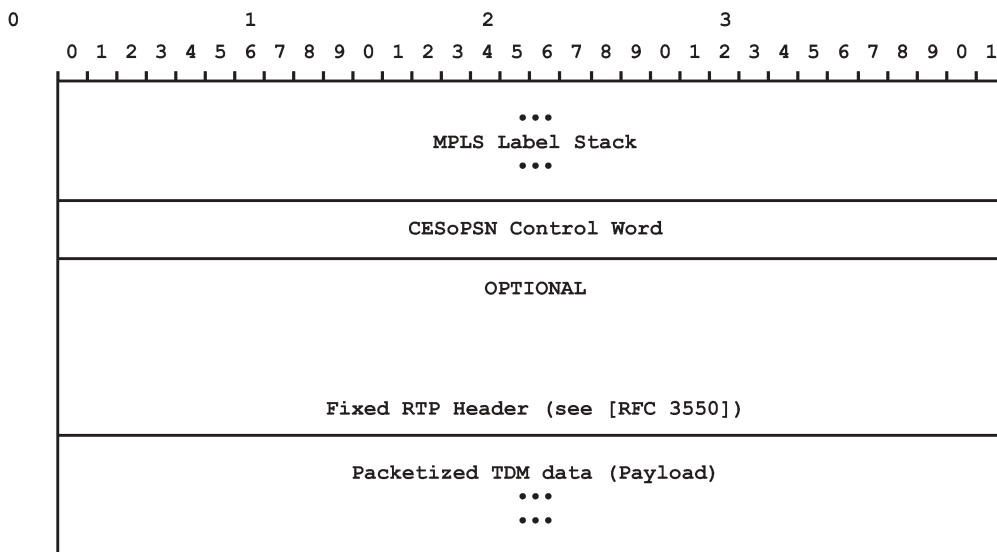 0 1 2 3
0 1 2 3 4 5 6 7 8 9 0 1 2 3 4 5 6 7 8 9 0 1 2 3 4 5 6 7 8 9 0 1
•••
MPLS Label Stack
•••
CESoPSN Control Word
OPTIONAL
Fixed RTP Header (see [RFC 3550])
Packetized TDM data (Payload)
•••
•••